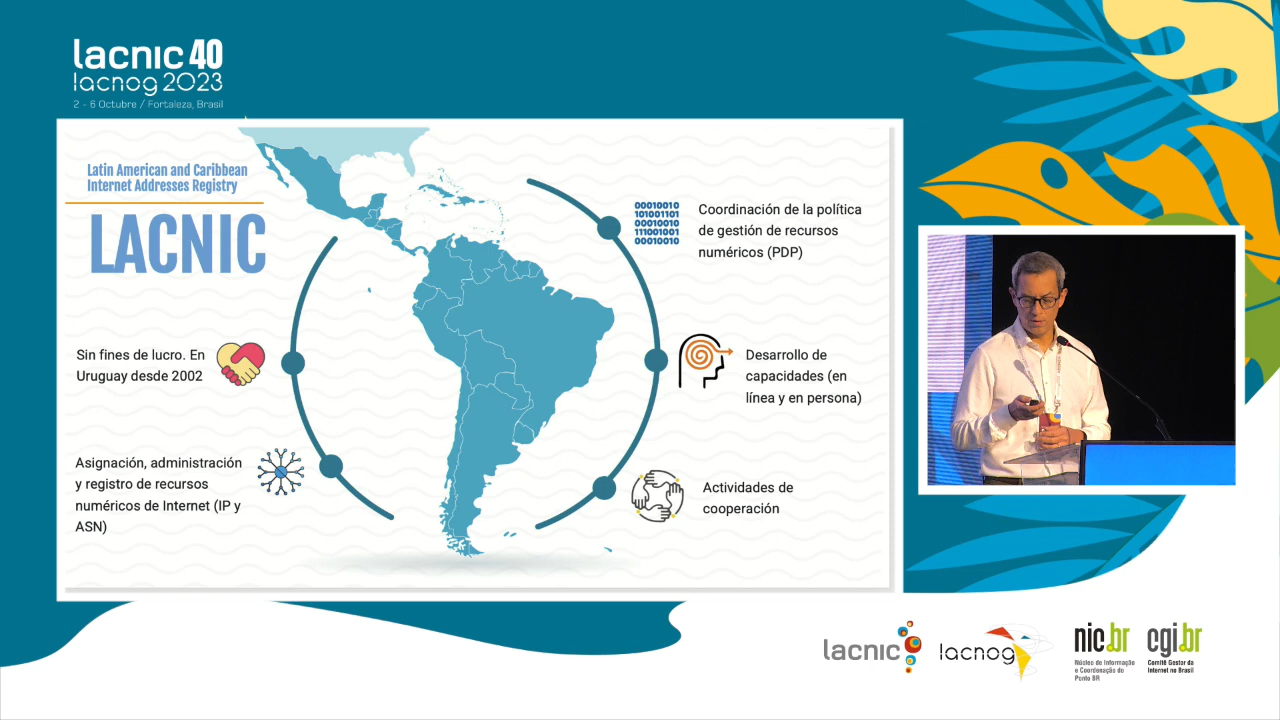 lacnic 40
lacnog 2023
2 - 6 Octubre / Fortaleza, Brasil
Latin American and Caribbean
Internet Addresses Registry
LACNIC
Sin fines de lucro. En
Uruguay desde 2002
Asignación, administración
y registro de recursos
numéricos de Internet (IP y
ASN)
00010010
101001101
00010010
111001001
00010010
Coordinación de la política
de gestión de recursos
numéricos (PDP)
Desarrollo de
capacidades (en
línea y en persona)
Actividades de
cooperación
lacnic
lacnog
nic.br
Núcleo de Informação
e Coordenação do
Ponto BR
cgi.br
Comitê Gestor da
Internet no Brasil